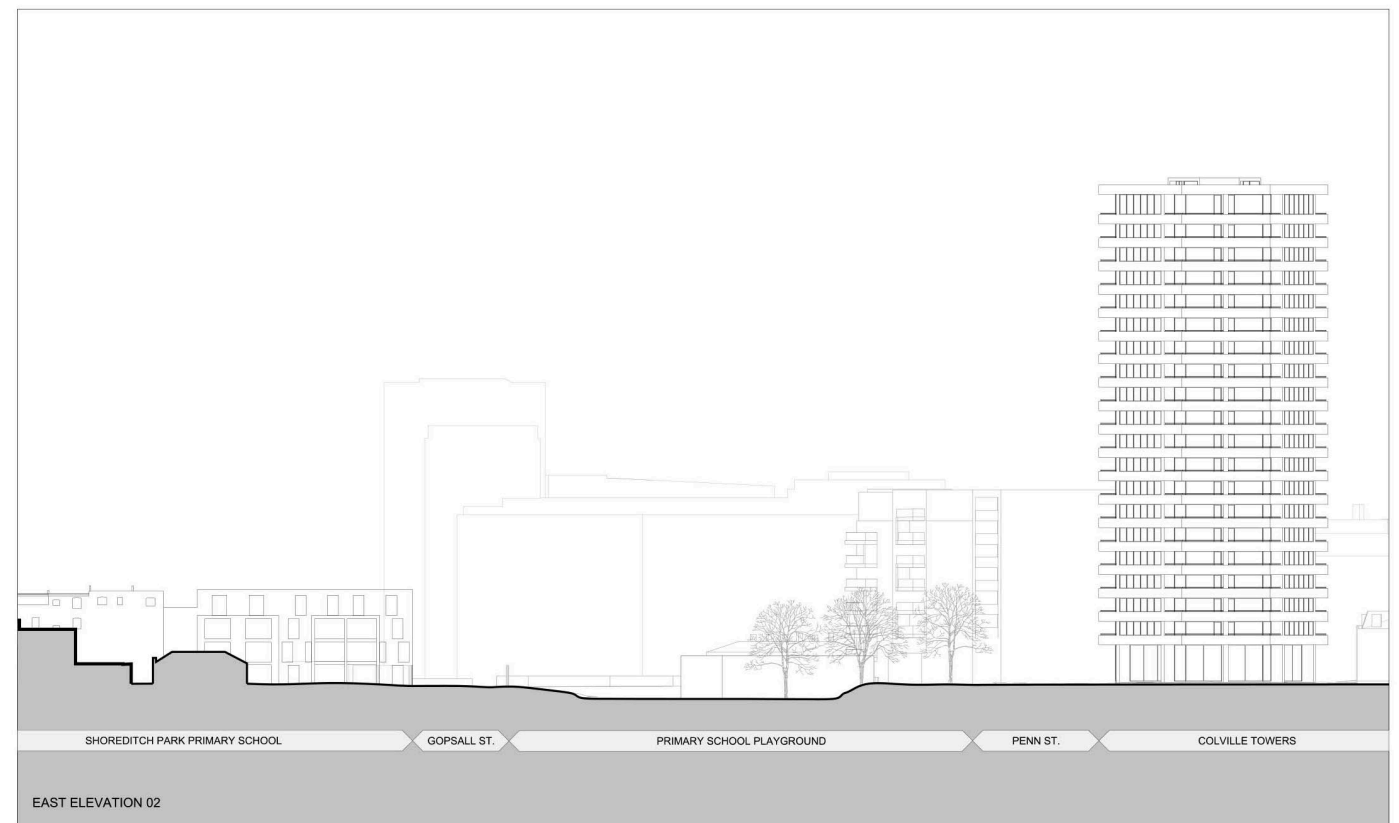 SHOREDITCH PARK PRIMARY SCHOOL
GOPSALL ST.
PRIMARY SCHOOL PLAYGROUND
PENN ST.
COLVILLE TOWERS
EAST ELEVATION 02